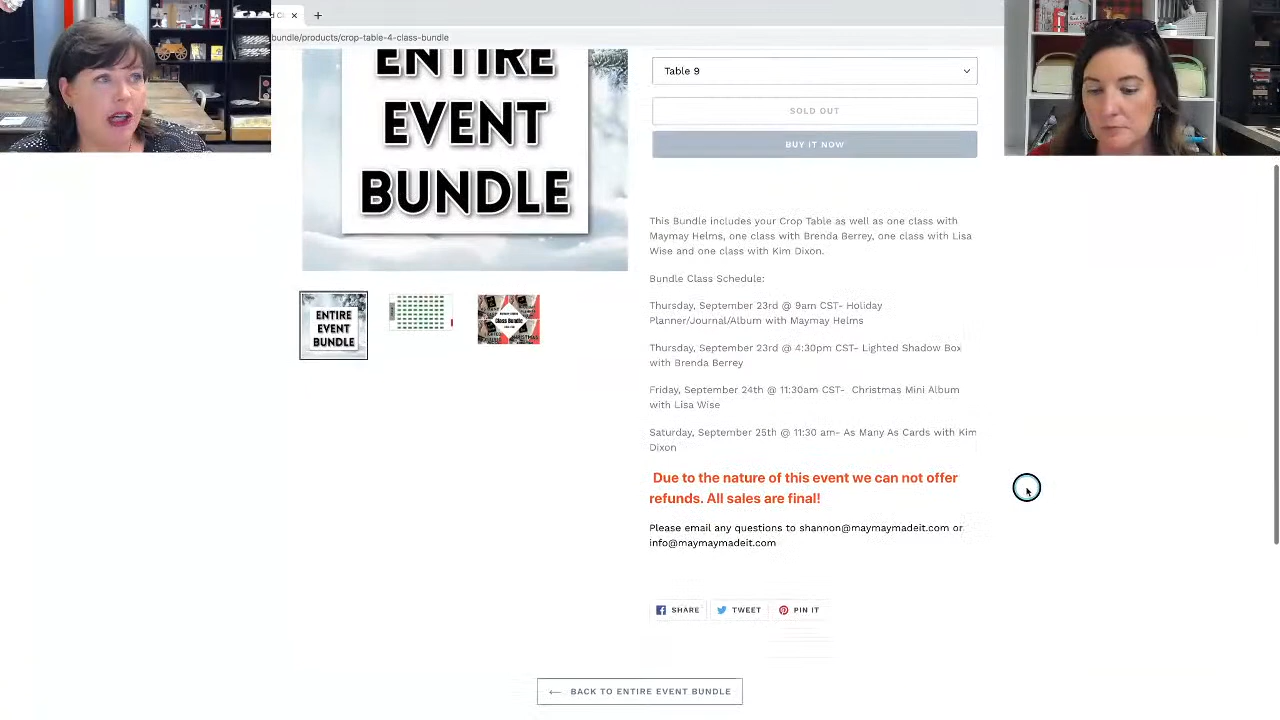 bundle/products/crop-table-4-class-bundle
ENTIRE
EVENT
BUNDLE
Table 9
SOLD OUT
BUY IT NOW
This Bundle includes your Crop Table as well as one class with
Maymay Helms, one class with Brenda Berrey, one class with Lisa
Wise and one class with Kim Dixon.
Bundle Class Schedule:
Thursday, September 23rd @ 9am CST- Holiday
Planner/Journal/Album with Maymay Helms
Thursday, September 23rd @ 4:30pm CST- Lighted Shadow Box
with Brenda Berrey
Friday, September 24th @ 11:30am CST- Christmas Mini Album
with Lisa Wise
Saturday, September 25th @ 11:30 am- As Many As Cards with Kim
Dixon
Due to the nature of this event we can not offer
refunds. All sales are final!
Please email any questions to shannon@maymaymadeit.com or
info@maymaymadeit.com
ENTIRE
EVENT
BUNDLE
Class Bundle
SHARE
TWEET
PIN IT
BACK TO ENTIRE EVENT BUNDLE